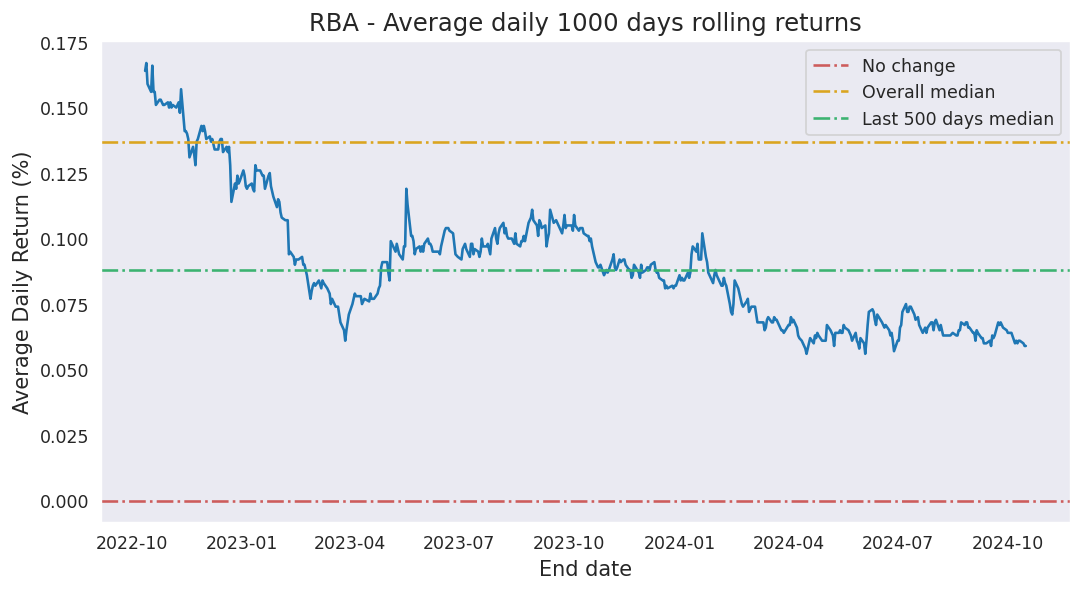 RBA - Average daily 1000 days rolling returns
Average Daily Return (%)
0.175
0.150
0.125
0.100
0.075
0.050
0.025
0.000
No change
Overall median
Last 500 days median
2022-10
2023-01
2023-04
2023-07
2023-10
2024-01
2024-04
2024-07
2024-10
End date